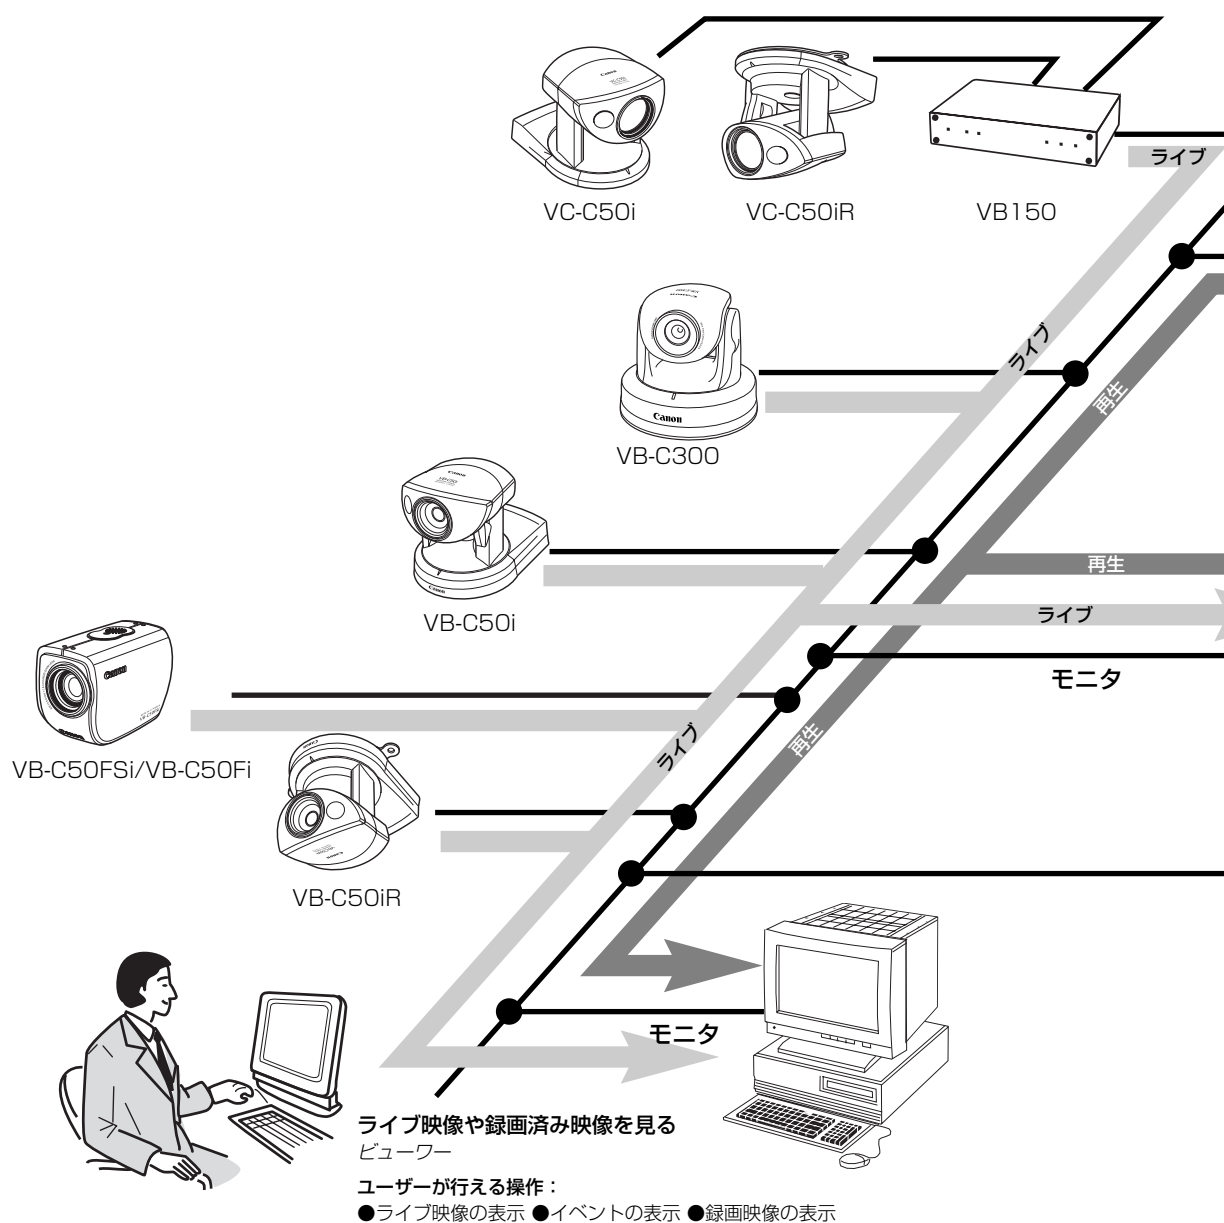 VC-C50i
VC-C50iR
VB150
ライブ
Canon
VB-C300
ライブ
再生
VB-C50i
再生
ライブ
モニタ
Canon
VB-C50FSi/VB-C50Fi
ライブ
再生
VB-C50iR
モニタ
ライブ映像や録画済み映像を見る
ビューワー
ユーザーが行える操作：
●ライブ映像の表示 ●イベントの表示 ●録画映像の表示